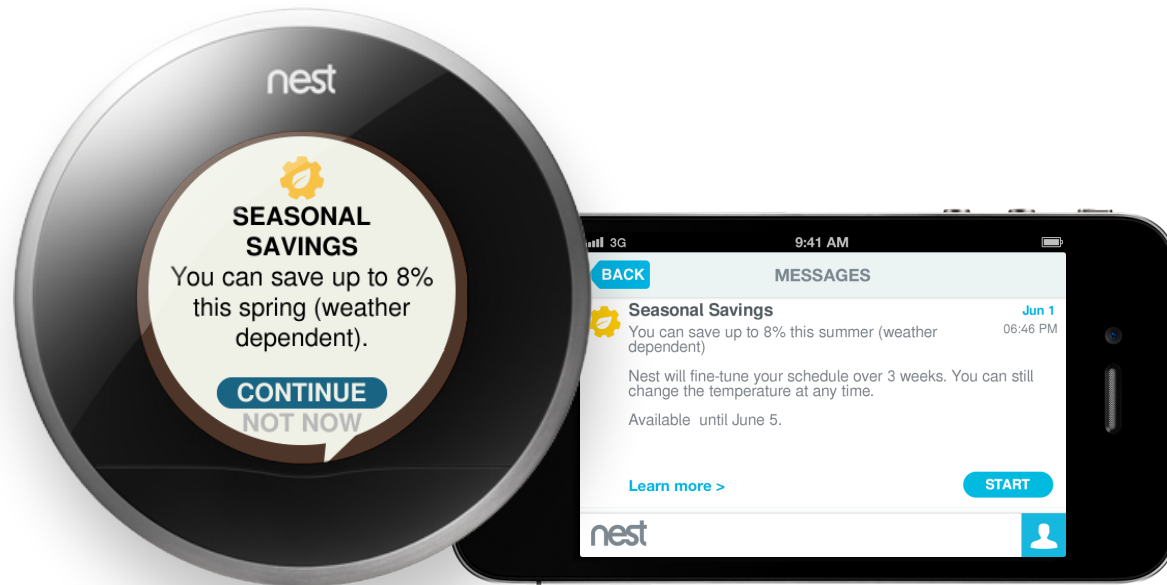 nest
SEASONAL
SAVINGS
You can save up to 8%
this spring (weather
dependent).
CONTINUE
NOT NOW
3G
9:41 AM
BACK
MESSAGES
Seasonal Savings
Jun 1
You can save up to 8% this summer (weather
06:46 PM
dependent)
Nest will fine-tune your schedule over 3 weeks. You can still
change the temperature at any time.
Available  until June 5.
Learn more >
START
nest